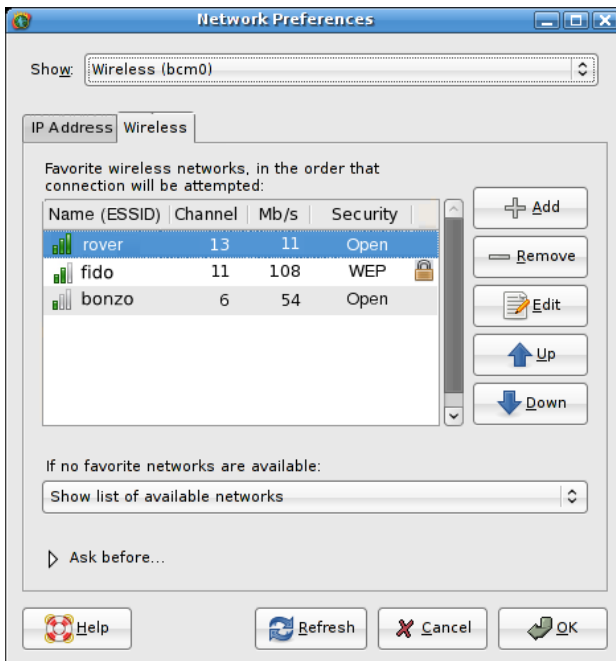 Network Preferences
Show: Wireless (bcm0)
IP Address Wireless
Favorite wireless networks, in the order that
connection will be attempted:
Name (ESSID) Channel Mb/s Security
rover 13 11 Open
fido 11 108 WEP
bonzo 6 54 Open
Add
Remove
Edit
Up
Down
If no favorite networks are available:
Show list of available networks
Ask before...
Help Refresh Cancel OK